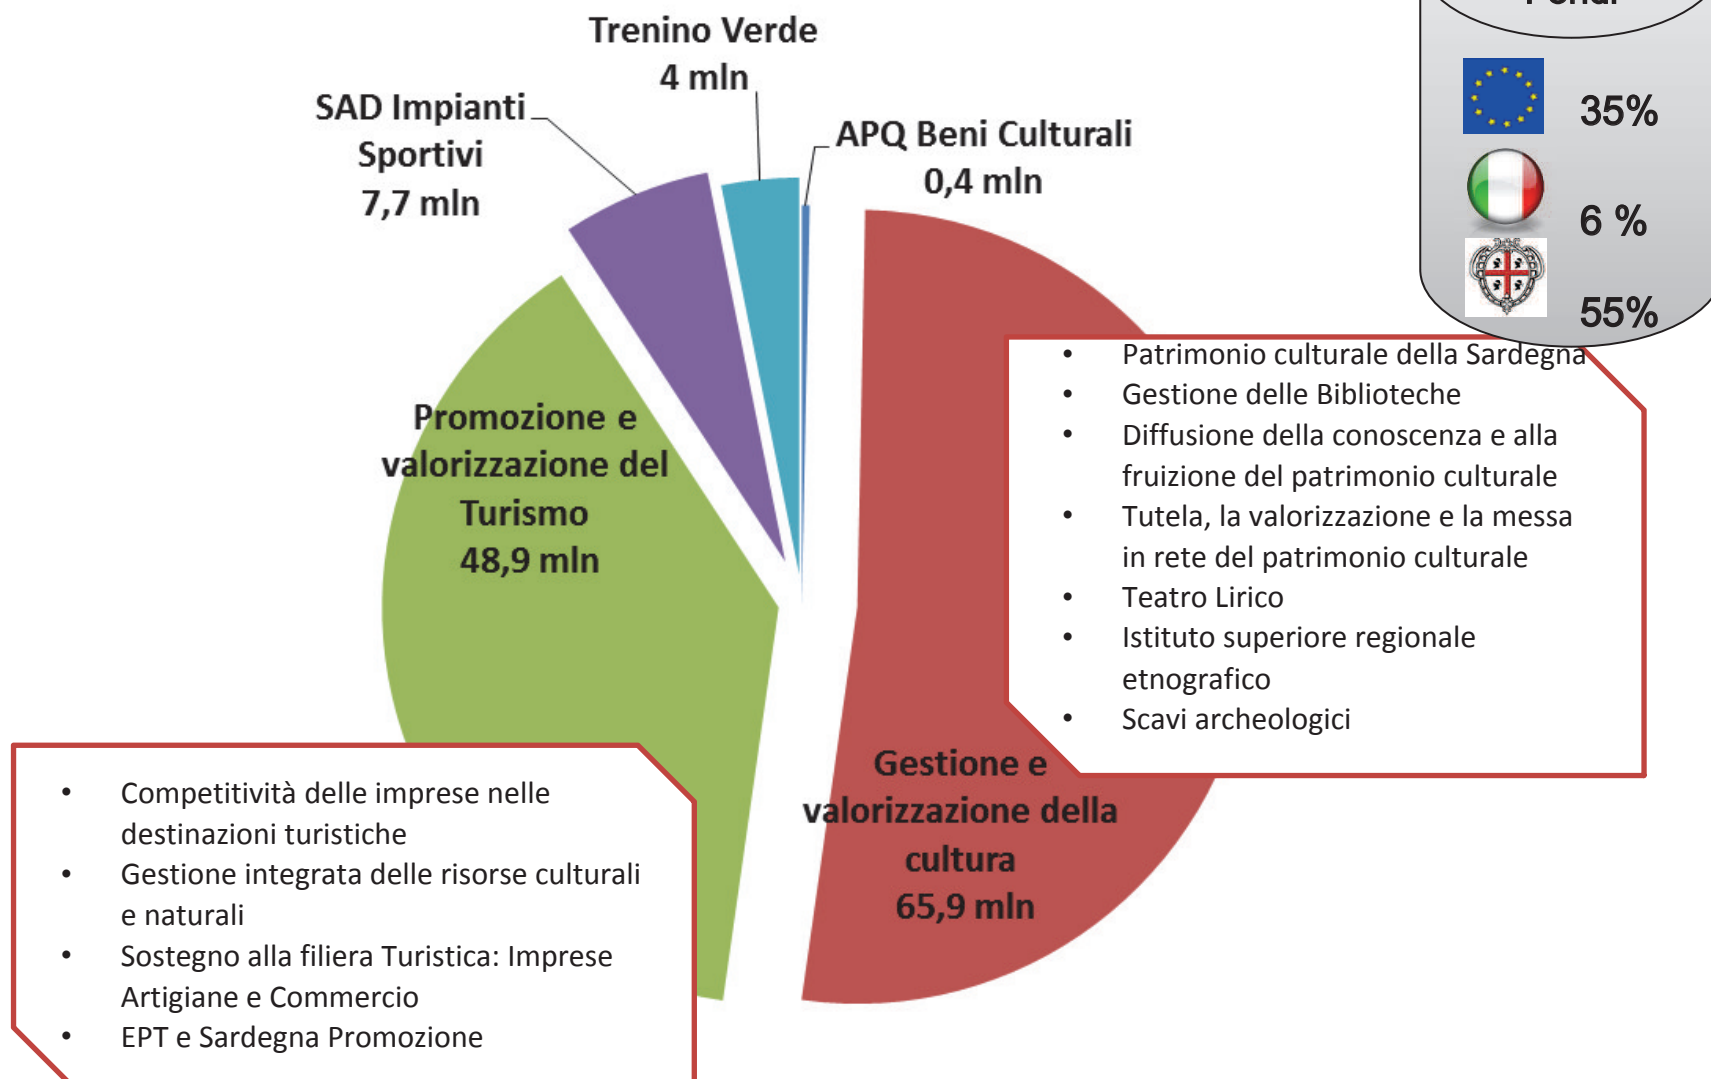 Trenino Verde
4 mln
SAD Impianti
Sportivi
7,7 mln
APQ Beni Culturali
0,4 mln
35%
6 %
55%
Promozione e
valorizzazione del
Turismo
48,9 mln
• Patrimonio culturale della Sardegna
• Gestione delle Biblioteche
• Diffusione della conoscenza e alla
fruizione del patrimonio culturale
• Tutela, la valorizzazione e la messa
in rete del patrimonio culturale
• Teatro Lirico
• Istituto superiore regionale
etnografico
• Scavi archeologici
Gestione e
valorizzazione della
cultura
65,9 mln
• Competitività delle imprese nelle
destinazioni turistiche
• Gestione integrata delle risorse culturali
e naturali
• Sostegno alla filiera Turistica: Imprese
Artigiane e Commercio
• EPT e Sardegna Promozione